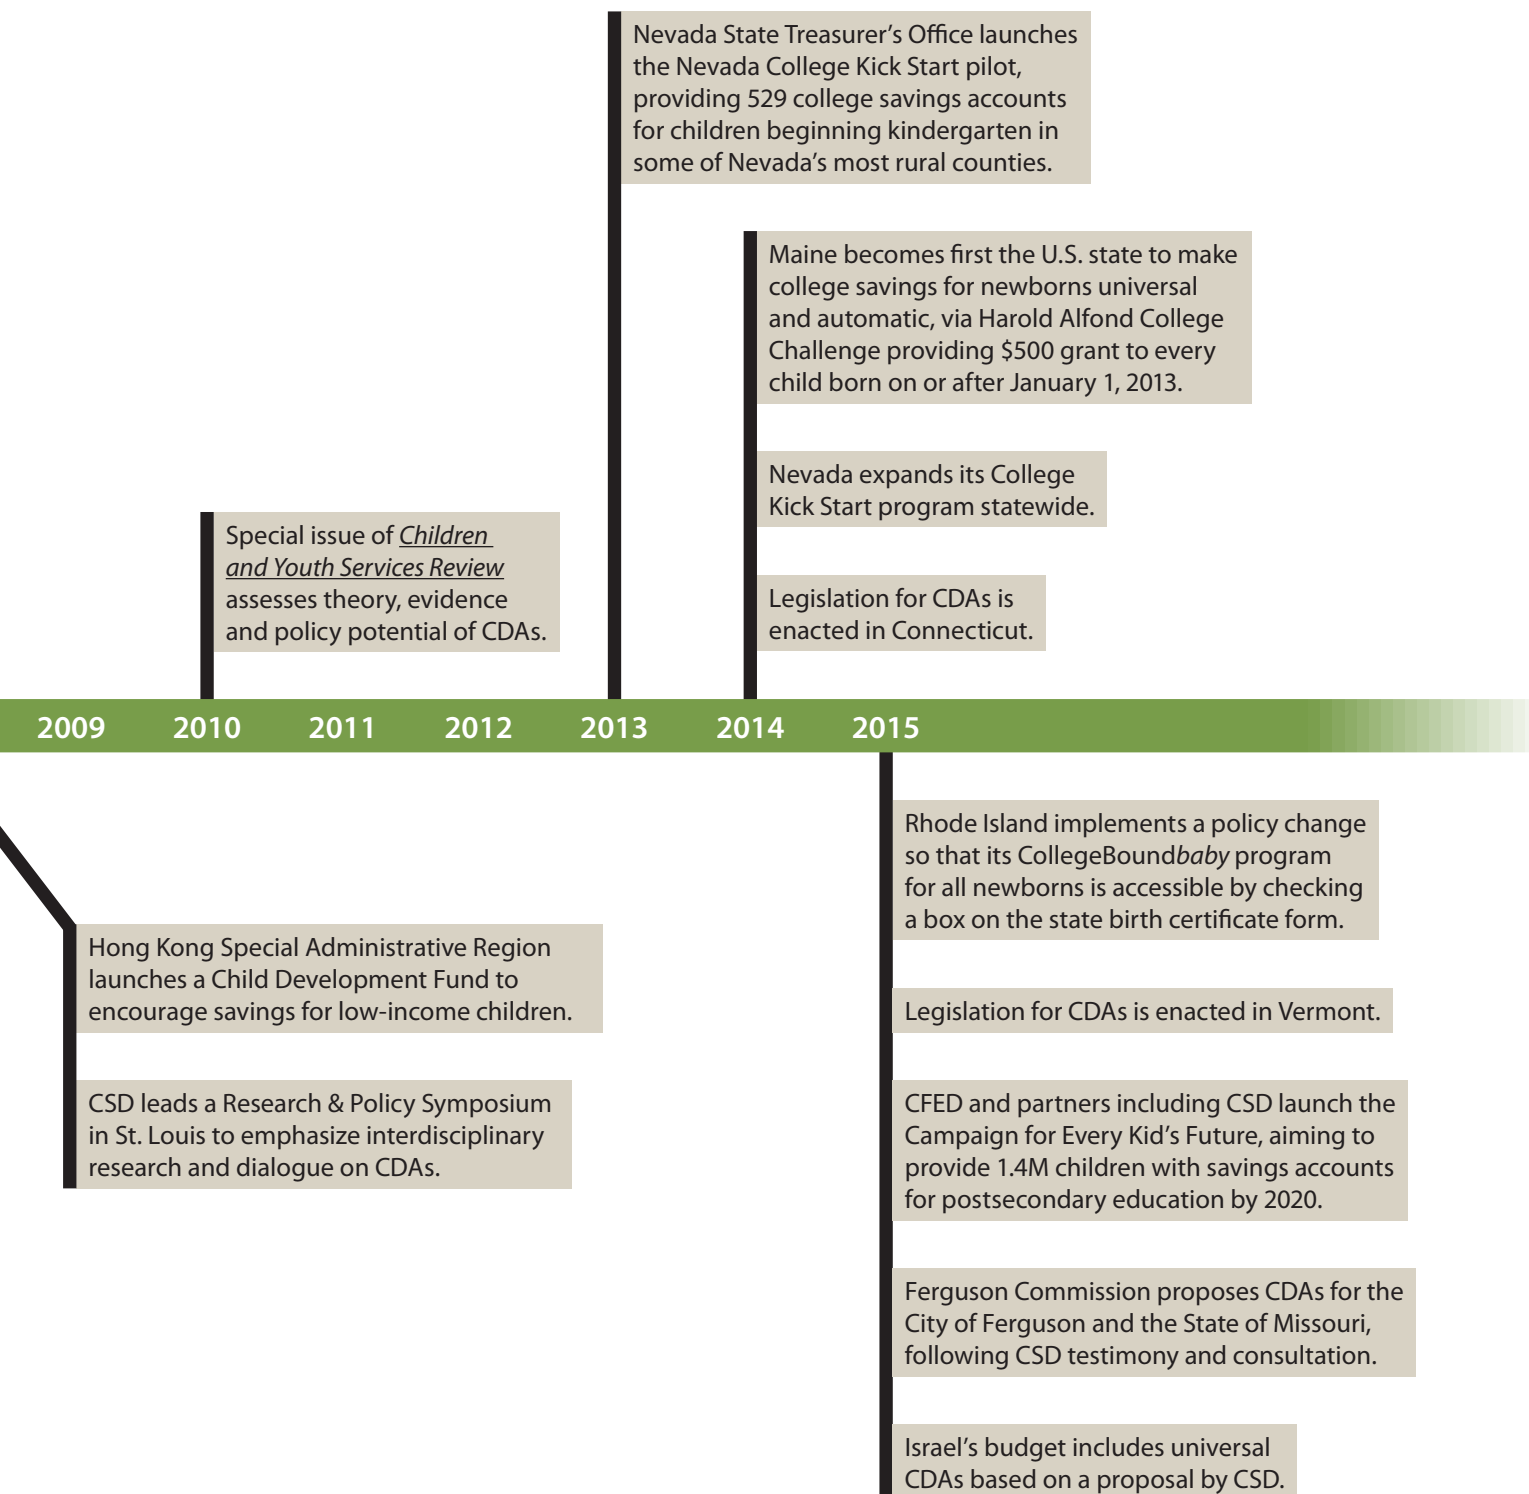 Nevada State Treasurer’s Office launches
the Nevada College Kick Start pilot,
providing 529 college savings accounts
for children beginning kindergarten in
some of Nevada’s most rural counties.
Maine becomes first the U.S. state to make
college savings for newborns universal
and automatic, via Harold Alfond College
Challenge providing $500 grant to every
child born on or after January 1, 2013.
Nevada expands its College
Kick Start program statewide.
Special issue of Children
and Youth Services Review
assesses theory, evidence
and policy potential of CDAs.
Legislation for CDAs is
enacted in Connecticut.
2009 2010 2011 2012 2013 2014 2015
Hong Kong Special Administrative Region
launches a Child Development Fund to
encourage savings for low-income children.
CSD leads a Research & Policy Symposium
in St. Louis to emphasize interdisciplinary
research and dialogue on CDAs.
Rhode Island implements a policy change
so that its CollegeBoundbaby program
for all newborns is accessible by checking
a box on the state birth certificate form.
Legislation for CDAs is enacted in Vermont.
CFED and partners including CSD launch the
Campaign for Every Kid’s Future, aiming to
provide 1.4M children with savings accounts
for postsecondary education by 2020.
Ferguson Commission proposes CDAs for the
City of Ferguson and the State of Missouri,
following CSD testimony and consultation.
Israel’s budget includes universal
CDAs based on a proposal by CSD.